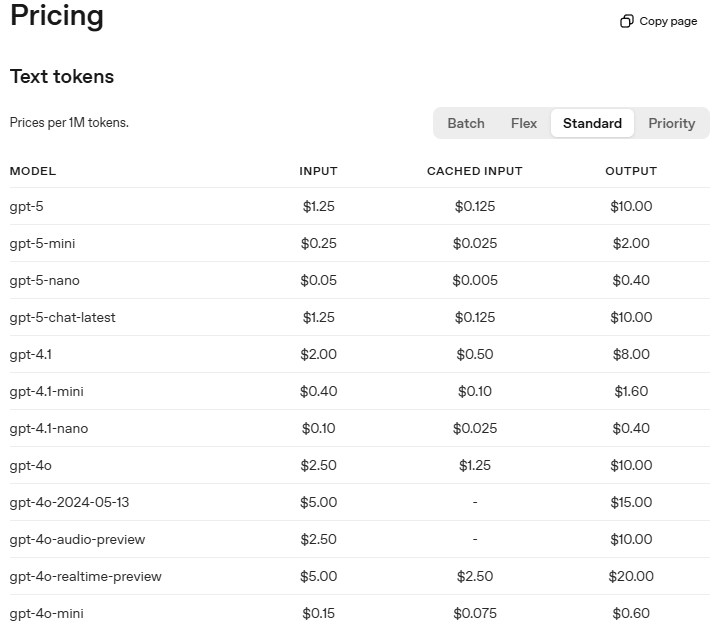 Pricing
Copy page
Text tokens
Prices per 1M tokens.
Batch Flex Standard Priority
MODEL INPUT CACHED INPUT OUTPUT
gpt-5 $1.25 $0.125 $10.00
gpt-5-mini $0.25 $0.025 $2.00
gpt-5-nano $0.05 $0.005 $0.40
gpt-5-chat-latest $1.25 $0.125 $10.00
gpt-4.1 $2.00 $0.50 $8.00
gpt-4.1-mini $0.40 $0.10 $1.60
gpt-4.1-nano $0.10 $0.025 $0.40
gpt-4o $2.50 $1.25 $10.00
gpt-4o-2024-05-13 $5.00 - $15.00
gpt-4o-audio-preview $2.50 - $10.00
gpt-4o-realtime-preview $5.00 $2.50 $20.00
gpt-4o-mini $0.15 $0.075 $0.60